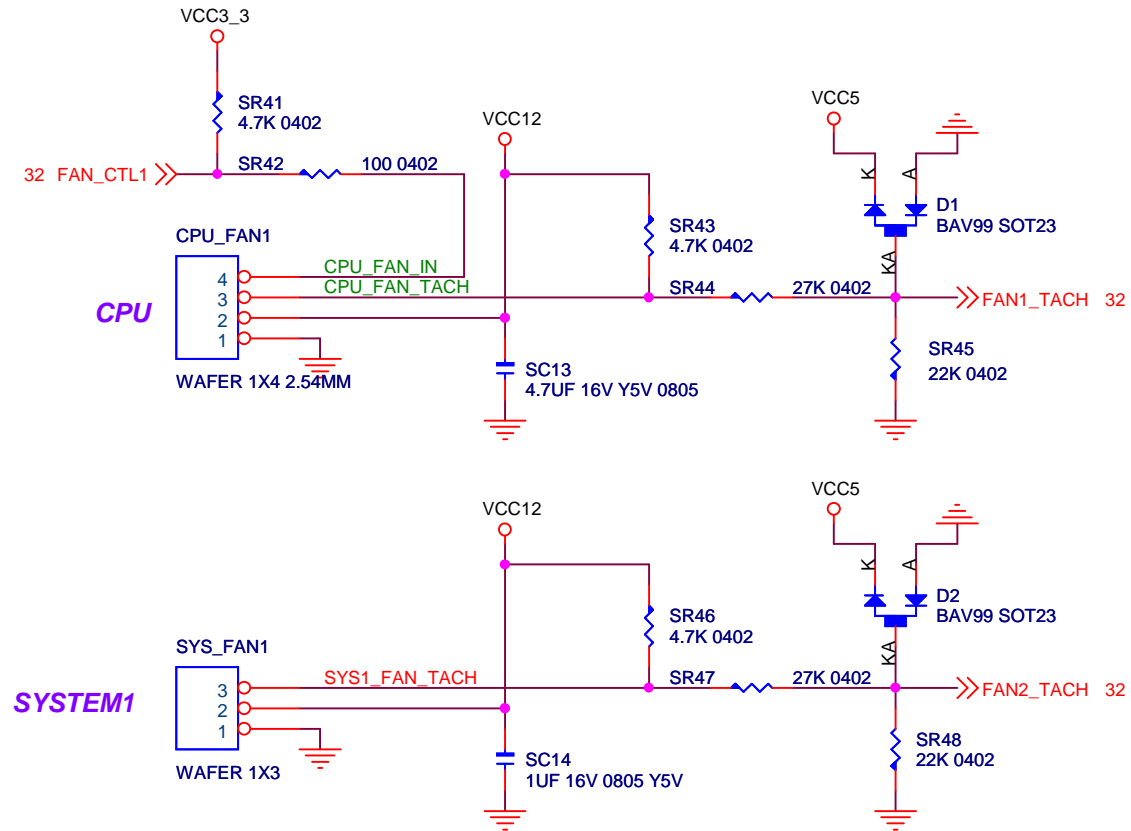 VCC3_3
SR41
4.7K 0402
32 FAN_CTL1
SR42
100 0402
VCC12
SR43
4.7K 0402
VCC5
K
A
D1
BAV99 SOT23
KA
CPU_FAN1
CPU
4
3
2
1
CPU_FAN_IN
CPU_FAN_TACH
SR44
27K 0402
FAN1_TACH 32
WAFER 1X4 2.54MM
SC13
4.7UF 16V Y5V 0805
SR45
22K 0402
VCC12
SR46
4.7K 0402
VCC5
K
A
D2
BAV99 SOT23
KA
SYS_FAN1
SYSTEM1
3
2
1
SYS1_FAN_TACH
SR47
27K 0402
FAN2_TACH 32
WAFER 1X3
SC14
1UF 16V 0805 Y5V
SR48
22K 0402